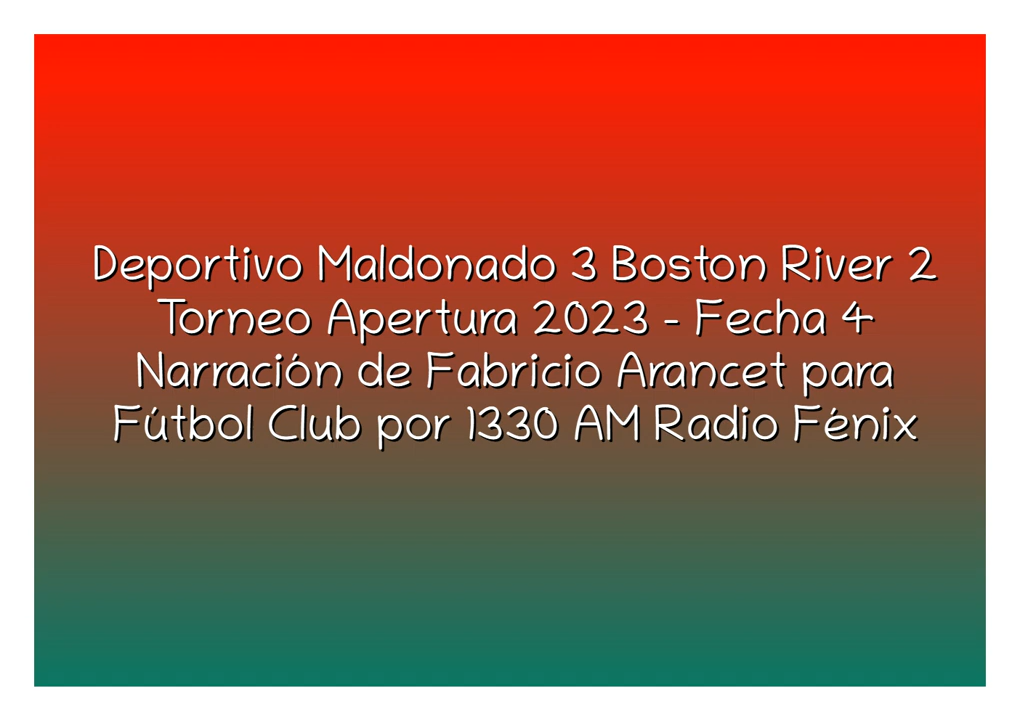 Deportivo Maldonado 3 Boston River 2
Torneo Apertura 2023 - Fecha 4
Narración de Fabricio Arancet para
Fútbol Club por 1330 AM Radio Fénix